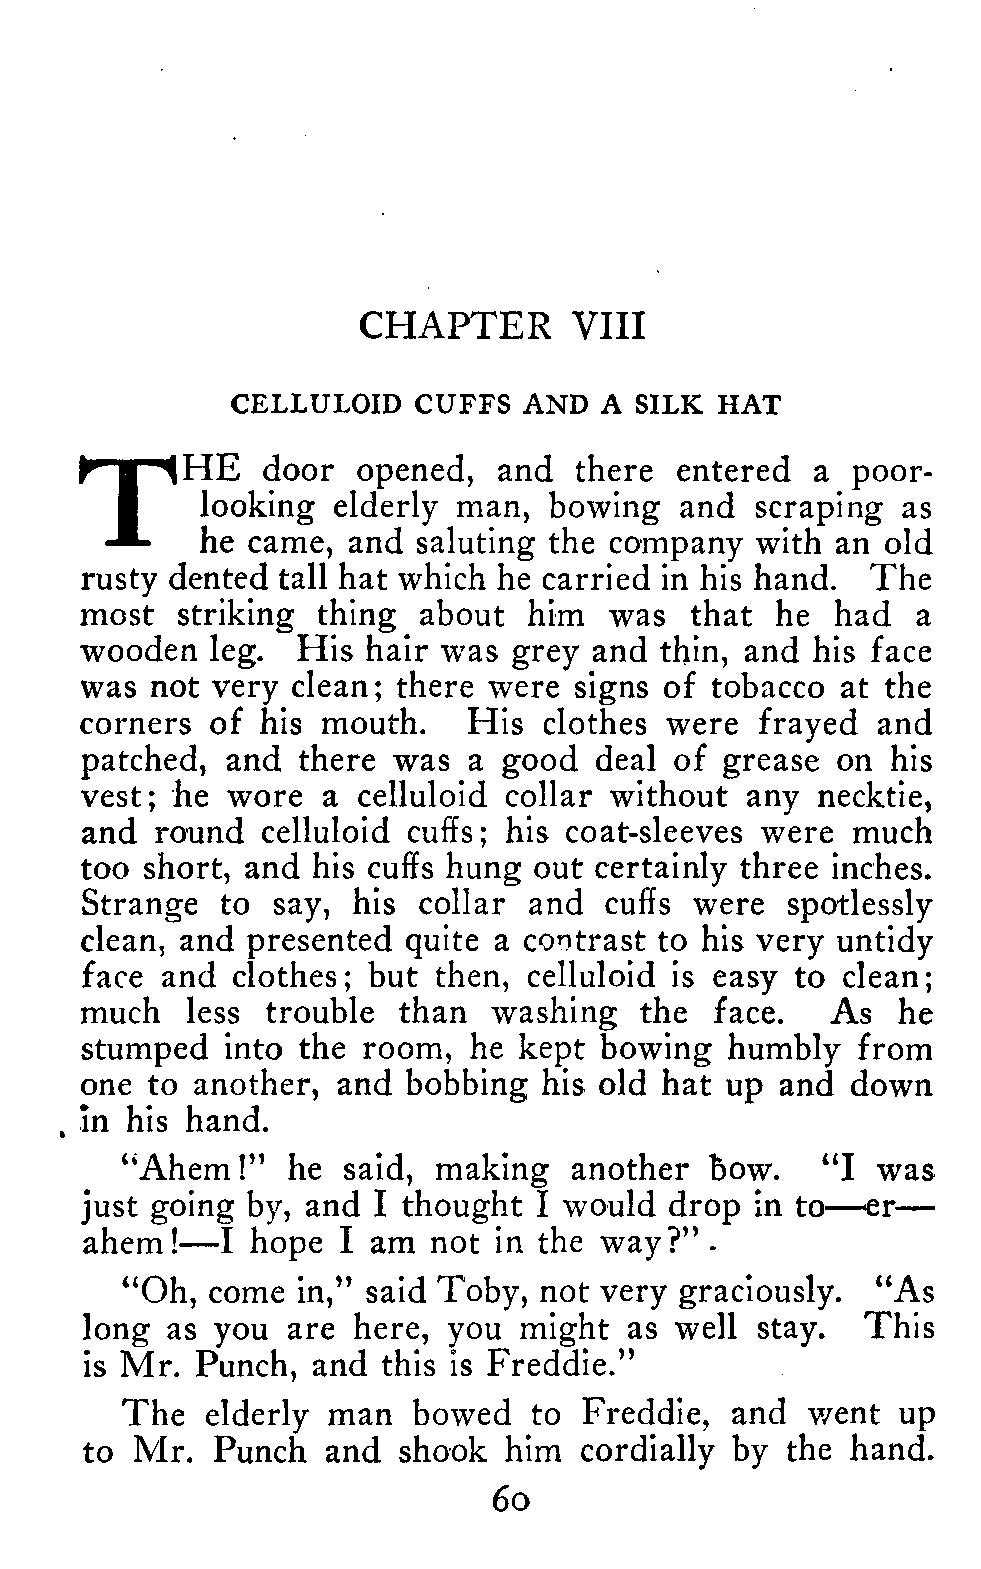 CHAPTER VIII
CELLULOID CUFFS AND A SILK HAT
THE door opened, and there entered a poor-
looking elderly man, bowing and scraping as
he came, and saluting the company with an old
rusty dented tall hat which he carried in his hand. The
most striking thing about him was that he had a
wooden leg. His hair was grey and thin, and his face
was not very clean; there were signs of tobacco at the
corners of his mouth. His clothes were frayed and
patched, and there was a good deal of grease on his
vest; he wore a celluloid collar without any necktie,
and round celluloid cuffs; his coat-sleeves were much
too short, and his cuffs hung out certainly three inches.
Strange to say, his collar and cuffs were spotlessly
clean, and presented quite a contrast to his very untidy
face and clothes; but then, celluloid is easy to clean;
much less trouble than washing the face. As he
stumped into the room, he kept bowing humbly from
one to another, and bobbing his old hat up and down
in his hand.
"Ahem!" he said, making another bow. "I was
just going by, and I thought I would drop in to—er—
ahem!—I hope I am not in the way?"
"Oh, come in," said Toby, not very graciously. "As
long as you are here, you might as well stay. This
is Mr. Punch, and this is Freddie."
The elderly man bowed to Freddie, and went up
to Mr. Punch and shook him cordially by the hand.
60